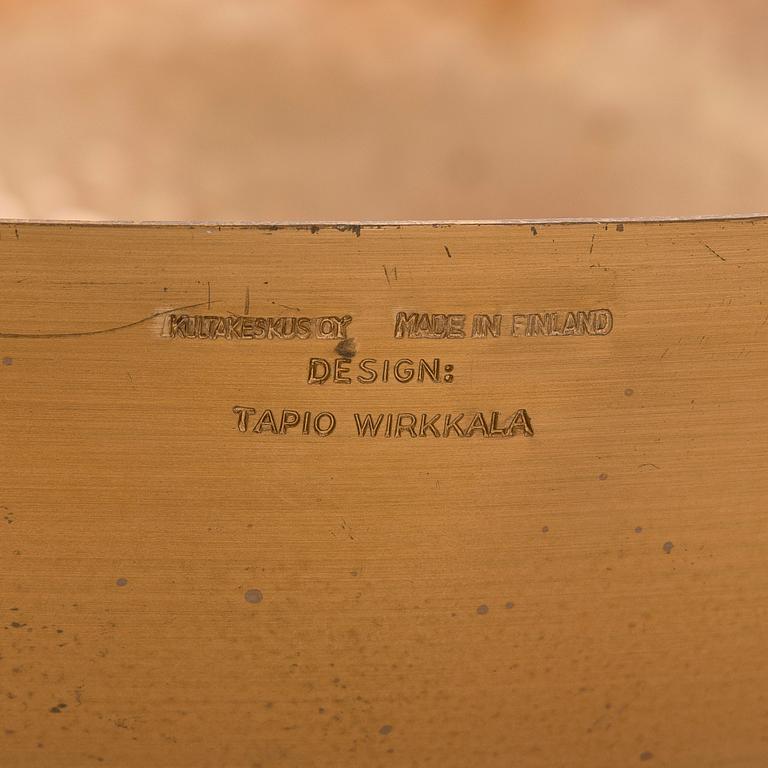 KULTAKESKUS OY MADE IN FINLAND
DESIGN:
TAPIO WIRKKALA